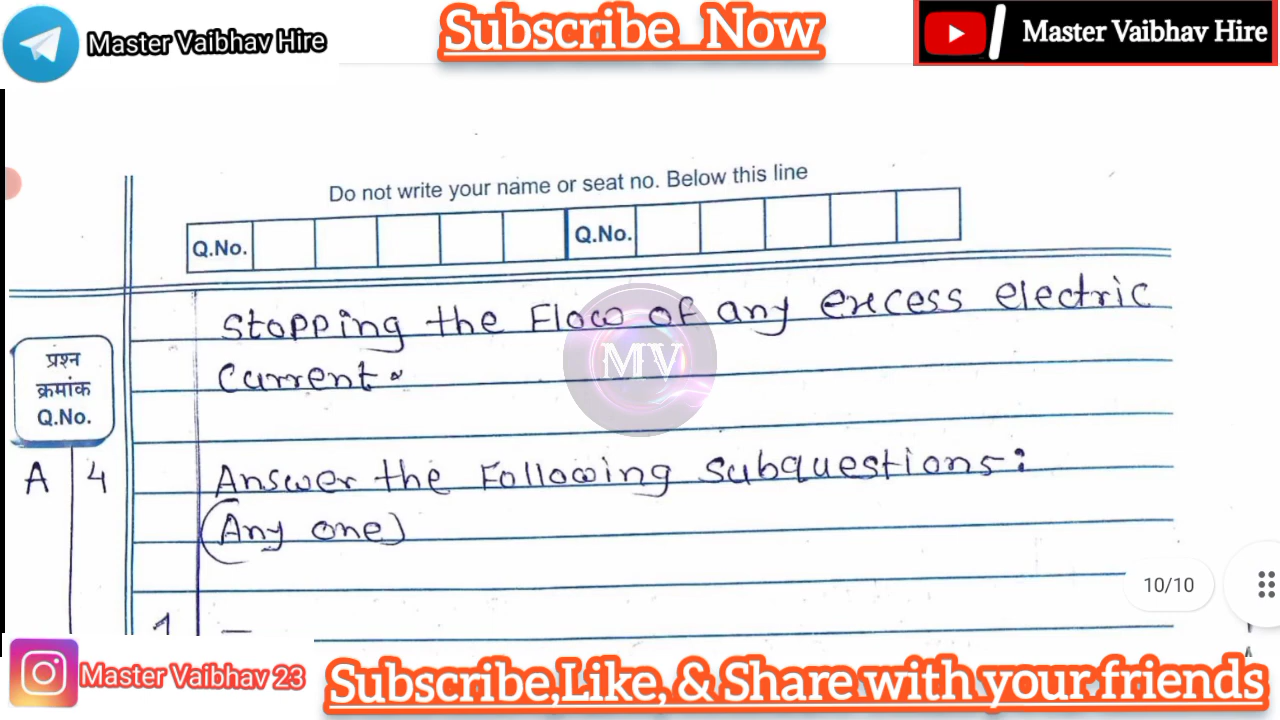 Master Vaibhav Hire
Subscribe Now
Master Vaibhav Hire
Do not write your name or seat no. Below this line
Q.No.
Q.No.
Stopping the Flow of any excess electric
Current.
MV
प्रश्न
क्रमांक
Q.No.
A 4
Answer the Following Subquestions:
(Any one)
10/10
1
Master Vaibhav 23
Subscribe,Like, & Share with your friends